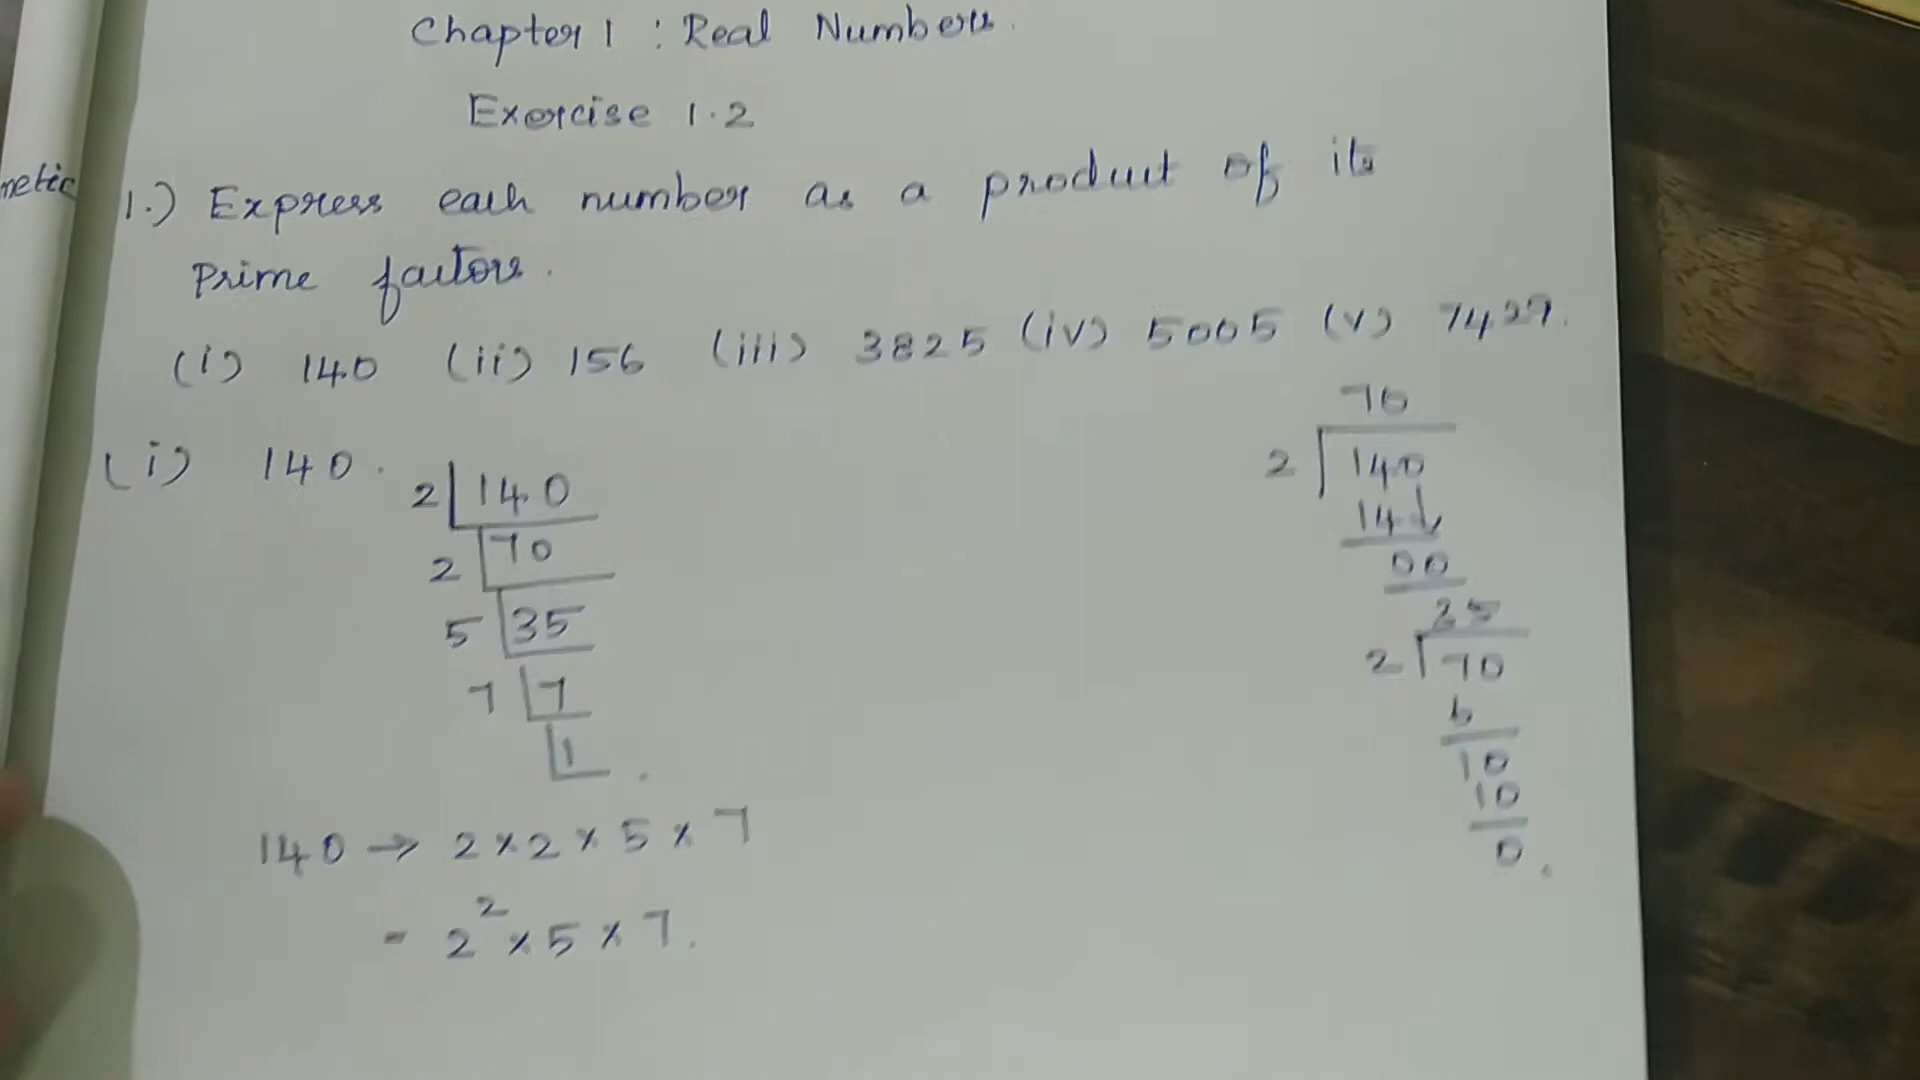 Chapter 1 : Real Numbers.
Exercise 1.2
netic
1.) Express each number as a product of its
Prime factors.
(i) 140 (ii) 156 (iii) 3825 (iv) 5005 (v) 7429.
(i) 140.
2 140
2 70
5 35
7 7
1.
140 → 2 × 2 × 5 × 7
= 2² × 5 × 7.
70
2 140
14
00
25
2 70
6
10
10
0.